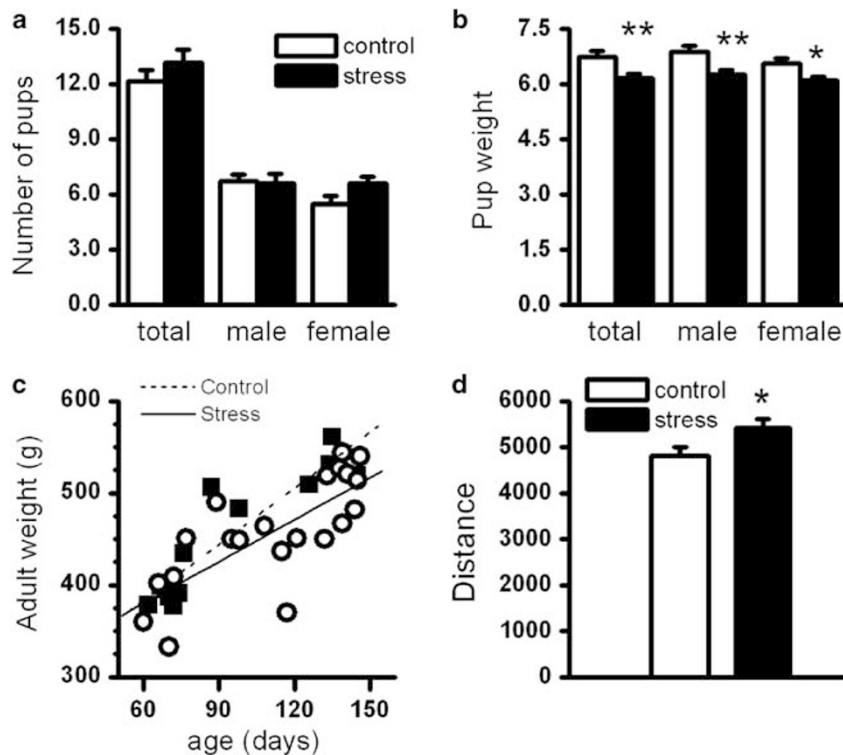 a
Number of pups
15.0
12.0
9.0
6.0
3.0
0.0
control
stress
total male female
b
Pup weight
7.5
6.0
4.5
3.0
1.5
0.0
** ** *
total male female
c
Control
Stress
Adult weight (g)
600
500
400
300
60 90 120 150
age (days)
d
Distance
6000
5000
4000
3000
2000
1000
0
control
stress
*